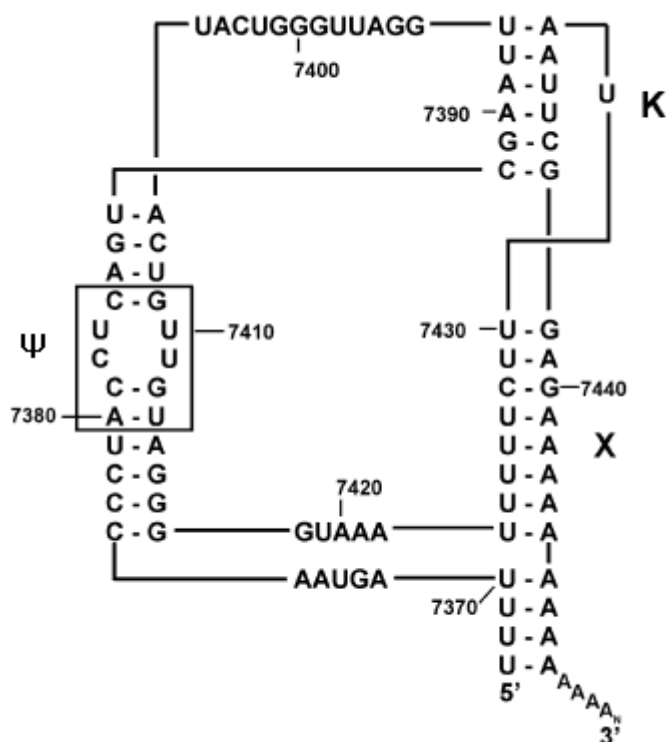 UACUGGGUUAGG U - A
7400 U - A
A - U U K
7390 A - U
G - C
C - G
U - A
G - C
A - U
C - G
U U 7410 7430 U - G
Ψ C U U - A
C - G C - G 7440
7380 A - U U - A
U - A U - A X
C - G U - A
C - G 7420 U - A
C - G GUAAA U - A
AAUGA U - A
7370 U - A
U - A
U - A AAAA N
5' 3'